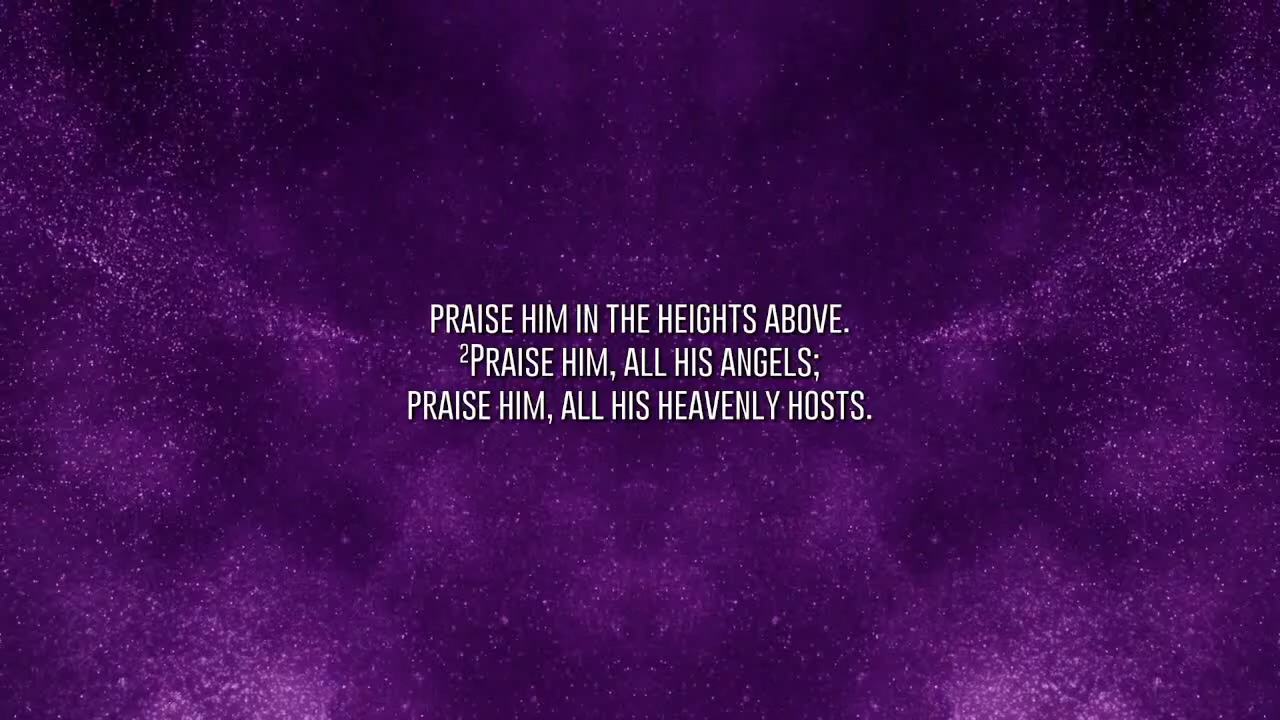 PRAISE HIM IN THE HEIGHTS ABOVE.
²PRAISE HIM, ALL HIS ANGELS;
PRAISE HIM, ALL HIS HEAVENLY HOSTS.